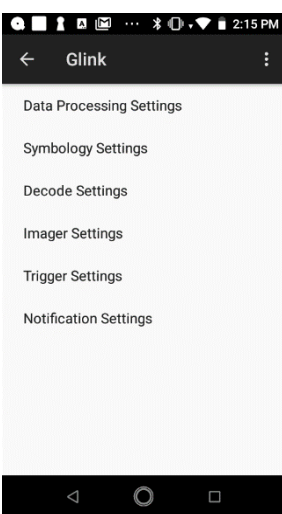 2:15 PM
Glink
Data Processing Settings
Symbology Settings
Decode Settings
Imager Settings
Trigger Settings
Notification Settings